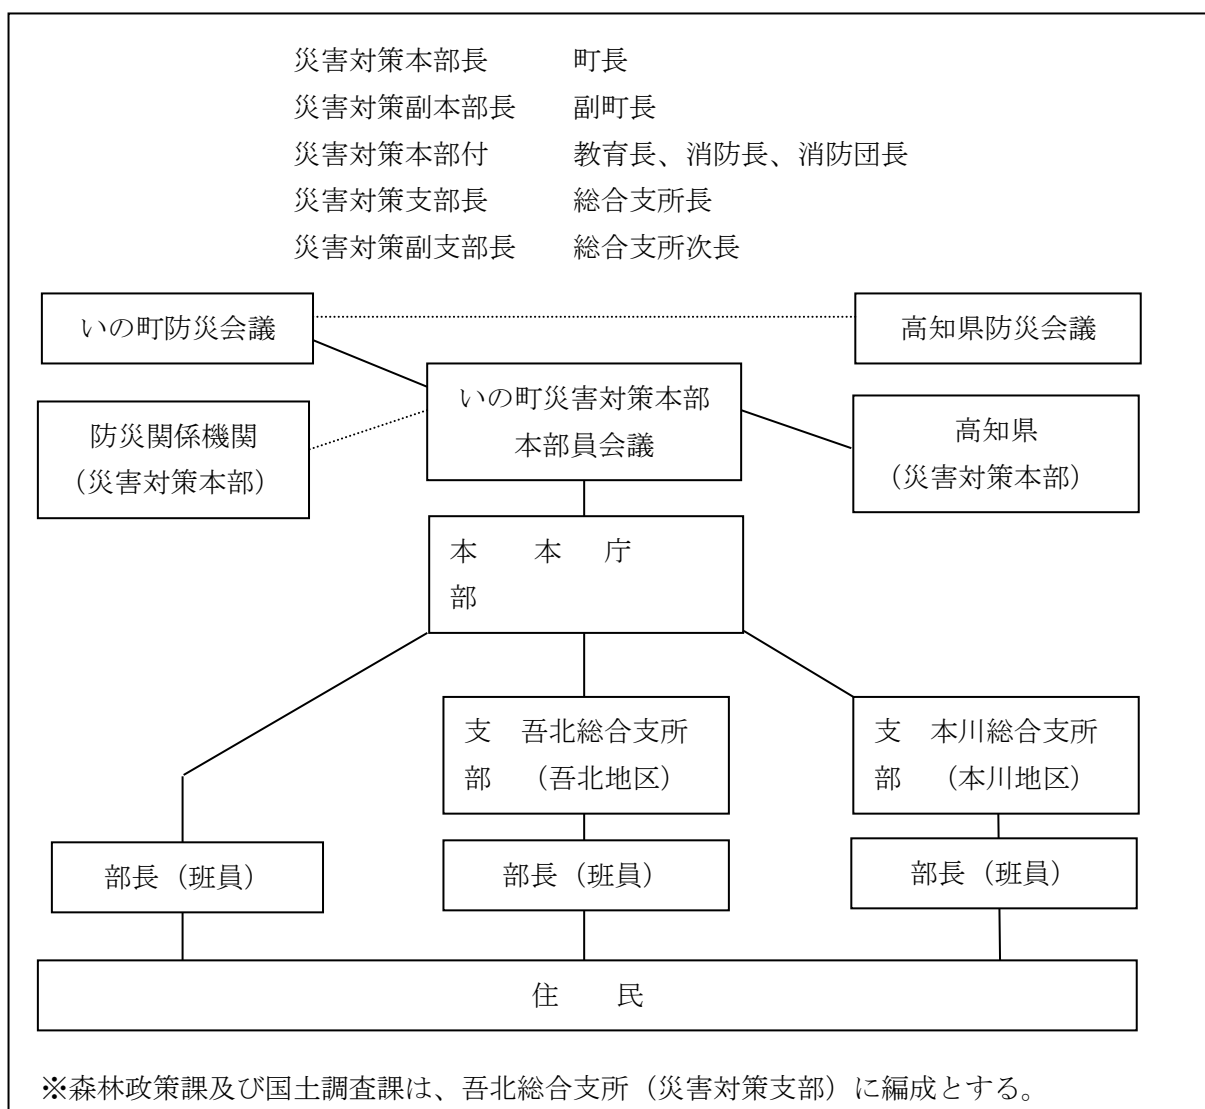 災害対策本部長 町長
災害対策副本部長 副町長
災害対策本部付 教育長、消防長、消防団長
災害対策支部長 総合支所長
災害対策副支部長 総合支所次長
いの町防災会議
高知県防災会議
いの町災害対策本部
本部員会議
防災関係機関
（災害対策本部）
高知県
（災害対策本部）
本 本 庁
部
支 吾北総合支所
部 （吾北地区）
支 本川総合支所
部 （本川地区）
部長（班員）
部長（班員）
部長（班員）
住 民
※森林政策課及び国土調査課は、吾北総合支所（災害対策支部）に編成とする。